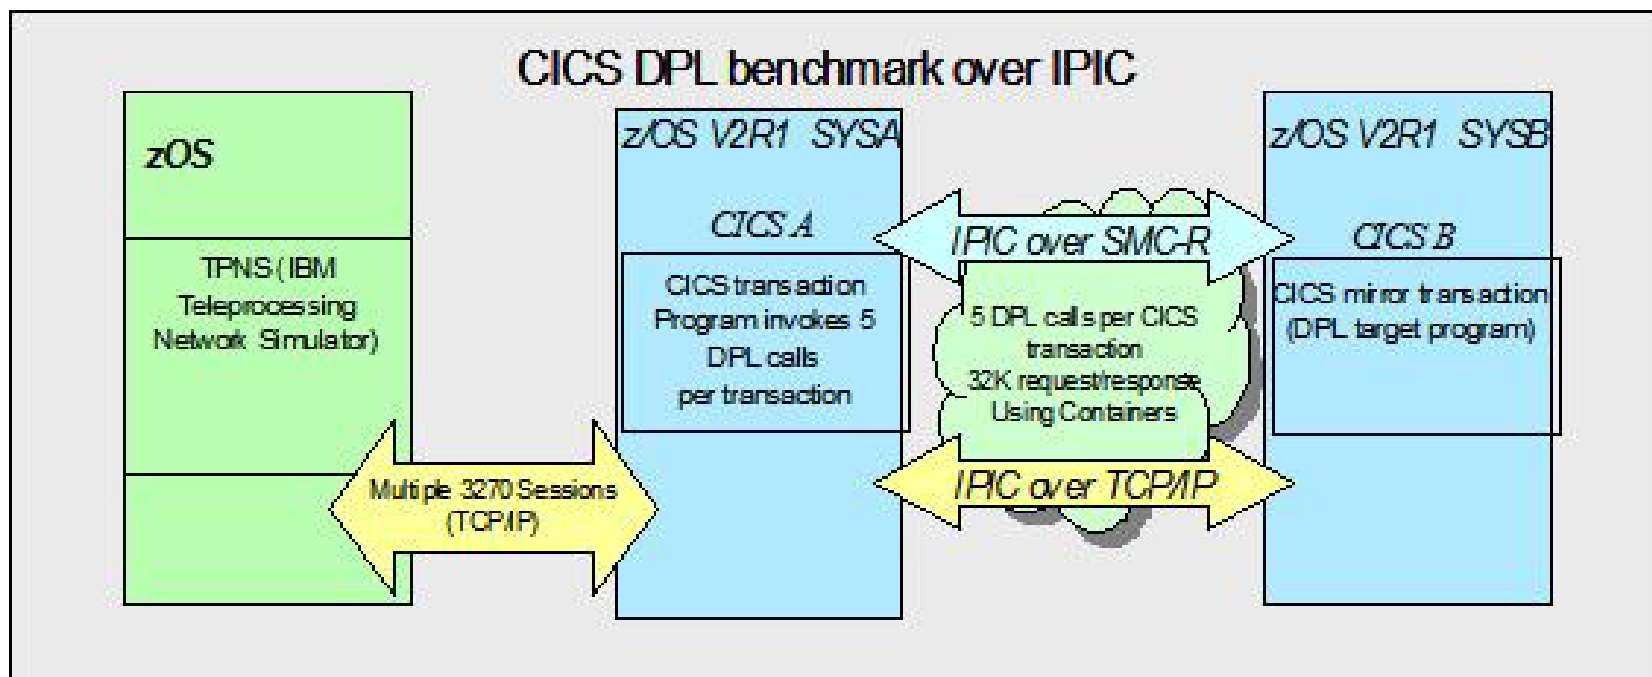 CICS DPL benchmark over IPIC
zOS
TPNS (IBM
Teleprocessing
Network Simulator)
Multiple 3270 Sessions
(TCP/IP)
z/OS V2R1 SYSA
CICS A
CICS transaction
Program invokes 5
DPL calls
per transaction
IPIC over SMC-R
5 DPL calls per CICS
transaction
32K request/response
Using Containers
IPIC over TCP/IP
z/OS V2R1 SYSB
CICS B
CICS mirror transaction
(DPL target program)